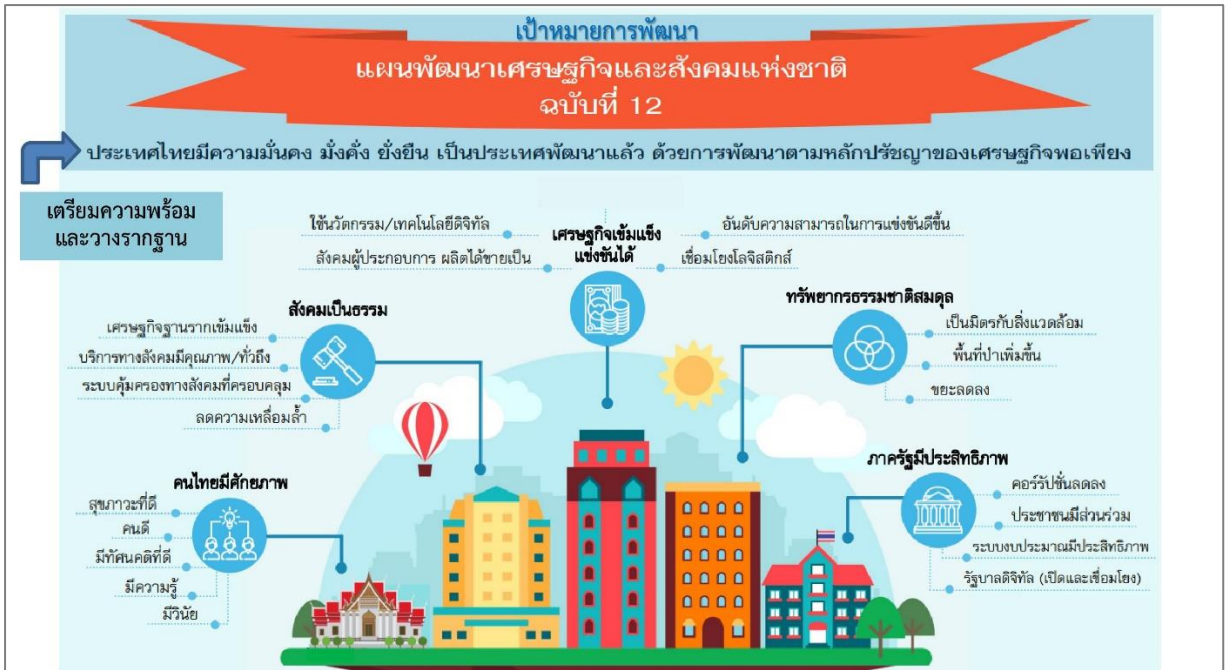 เป้าหมายการพัฒนา
แผนพัฒนาเศรษฐกิจและสังคมแห่งชาติ
ฉบับที่ 12
ประเทศไทยมีความมั่นคง มั่งคั่ง ยั่งยืน เป็นประเทศพัฒนาแล้ว ด้วยการพัฒนาตามหลักปรัชญาของเศรษฐกิจพอเพียง
เตรียมความพร้อม
และวางรากฐาน
เศรษฐกิจเข้มแข็ง
แข่งขันได้
ใช้นวัตกรรม/เทคโนโลยีดิจิทัล
สังคมผู้ประกอบการ ผลิตได้ขายเป็น
อันดับความสามารถในการแข่งขันดีขึ้น
เชื่อมโยงโลจิสติกส์
สังคมเป็นธรรม
เศรษฐกิจฐานรากเข้มแข็ง
บริการทางสังคมมีคุณภาพ/ทั่วถึง
ระบบคุ้มครองทางสังคมที่ครอบคลุม
ลดความเหลื่อมล้ำ
ทรัพยากรธรรมชาติสมดุล
เป็นมิตรกับสิ่งแวดล้อม
พื้นที่ป่าเพิ่มขึ้น
ขยะลดลง
คนไทยมีศักยภาพ
สุขภาวะที่ดี
คนดี
มีทัศนคติที่ดี
มีความรู้
มีวินัย
ภาครัฐมีประสิทธิภาพ
คอร์รัปชั่นลดลง
ประชาชนมีส่วนร่วม
ระบบงบประมาณมีประสิทธิภาพ
รัฐบาลดิจิทัล (เปิดและเชื่อมโยง)